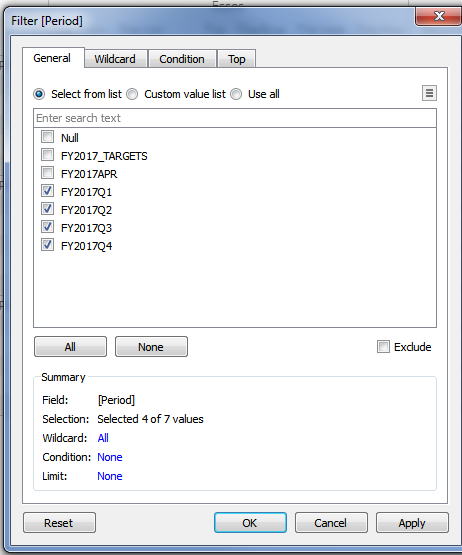 Filter [Period]
General Wildcard Condition Top
Select from list Custom value list Use all
Enter search text
Null
FY2017_TARGETS
FY2017APR
FY2017Q1
FY2017Q2
FY2017Q3
FY2017Q4
All None Exclude
Summary
Field: [Period]
Selection: Selected 4 of 7 values
Wildcard: All
Condition: None
Limit: None
Reset OK Cancel Apply